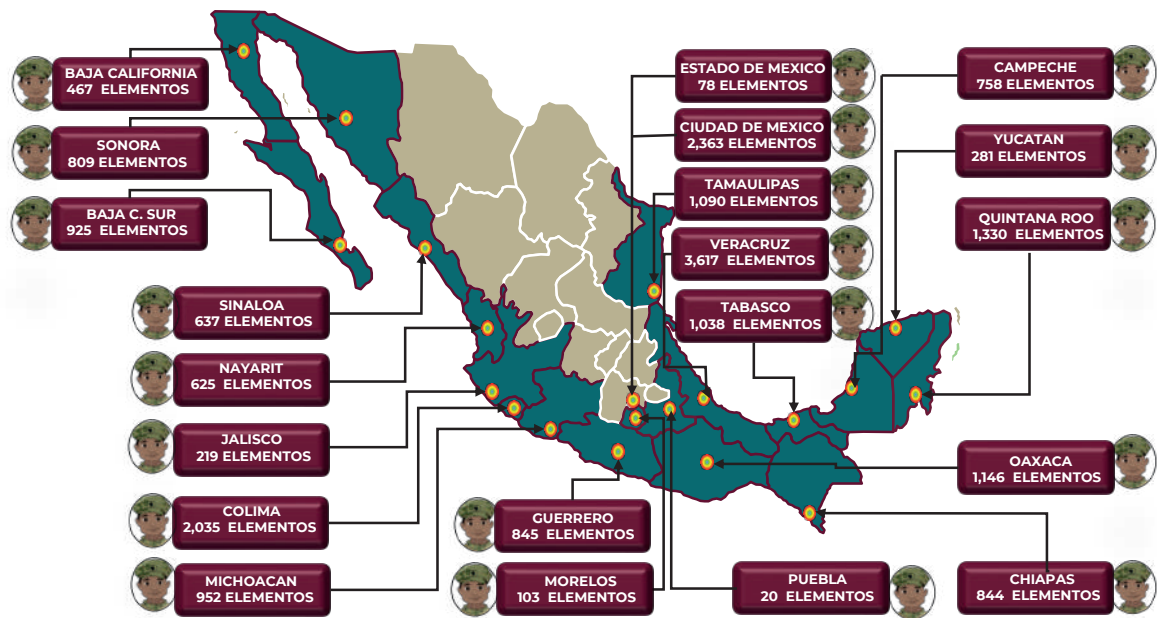 BAJA CALIFORNIA
467 ELEMENTOS
SONORA
809 ELEMENTOS
BAJA C. SUR
925 ELEMENTOS
SINALOA
637 ELEMENTOS
NAYARIT
625 ELEMENTOS
JALISCO
219 ELEMENTOS
COLIMA
2,035 ELEMENTOS
MICHOACAN
952 ELEMENTOS
GUERRERO
845 ELEMENTOS
MORELOS
103 ELEMENTOS
ESTADO DE MEXICO
78 ELEMENTOS
CIUDAD DE MEXICO
2,363 ELEMENTOS
TAMAULIPAS
1,090 ELEMENTOS
VERACRUZ
3,617 ELEMENTOS
TABASCO
1,038 ELEMENTOS
PUEBLA
20 ELEMENTOS
CAMPECHE
758 ELEMENTOS
YUCATAN
281 ELEMENTOS
QUINTANA ROO
1,330 ELEMENTOS
OAXACA
1,146 ELEMENTOS
CHIAPAS
844 ELEMENTOS